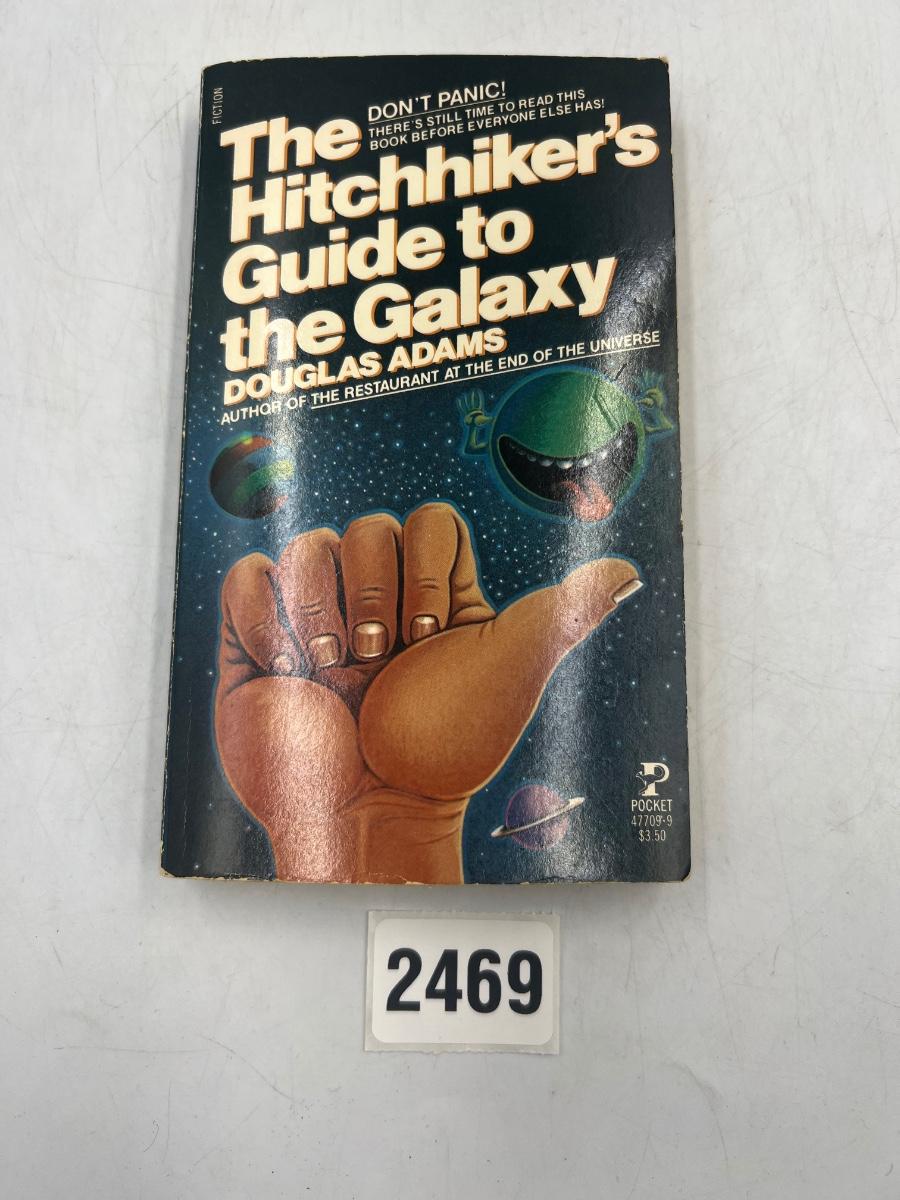 FICTION
DON'T PANIC!
THERE'S STILL TIME TO READ THIS
BOOK BEFORE EVERYONE ELSE HAS!
The
Hitchhiker's
Guide to
the Galaxy
DOUGLAS ADAMS
AUTHOR OF THE RESTAURANT AT THE END OF THE UNIVERSE
P
POCKET
47709-9
$3.50
2469